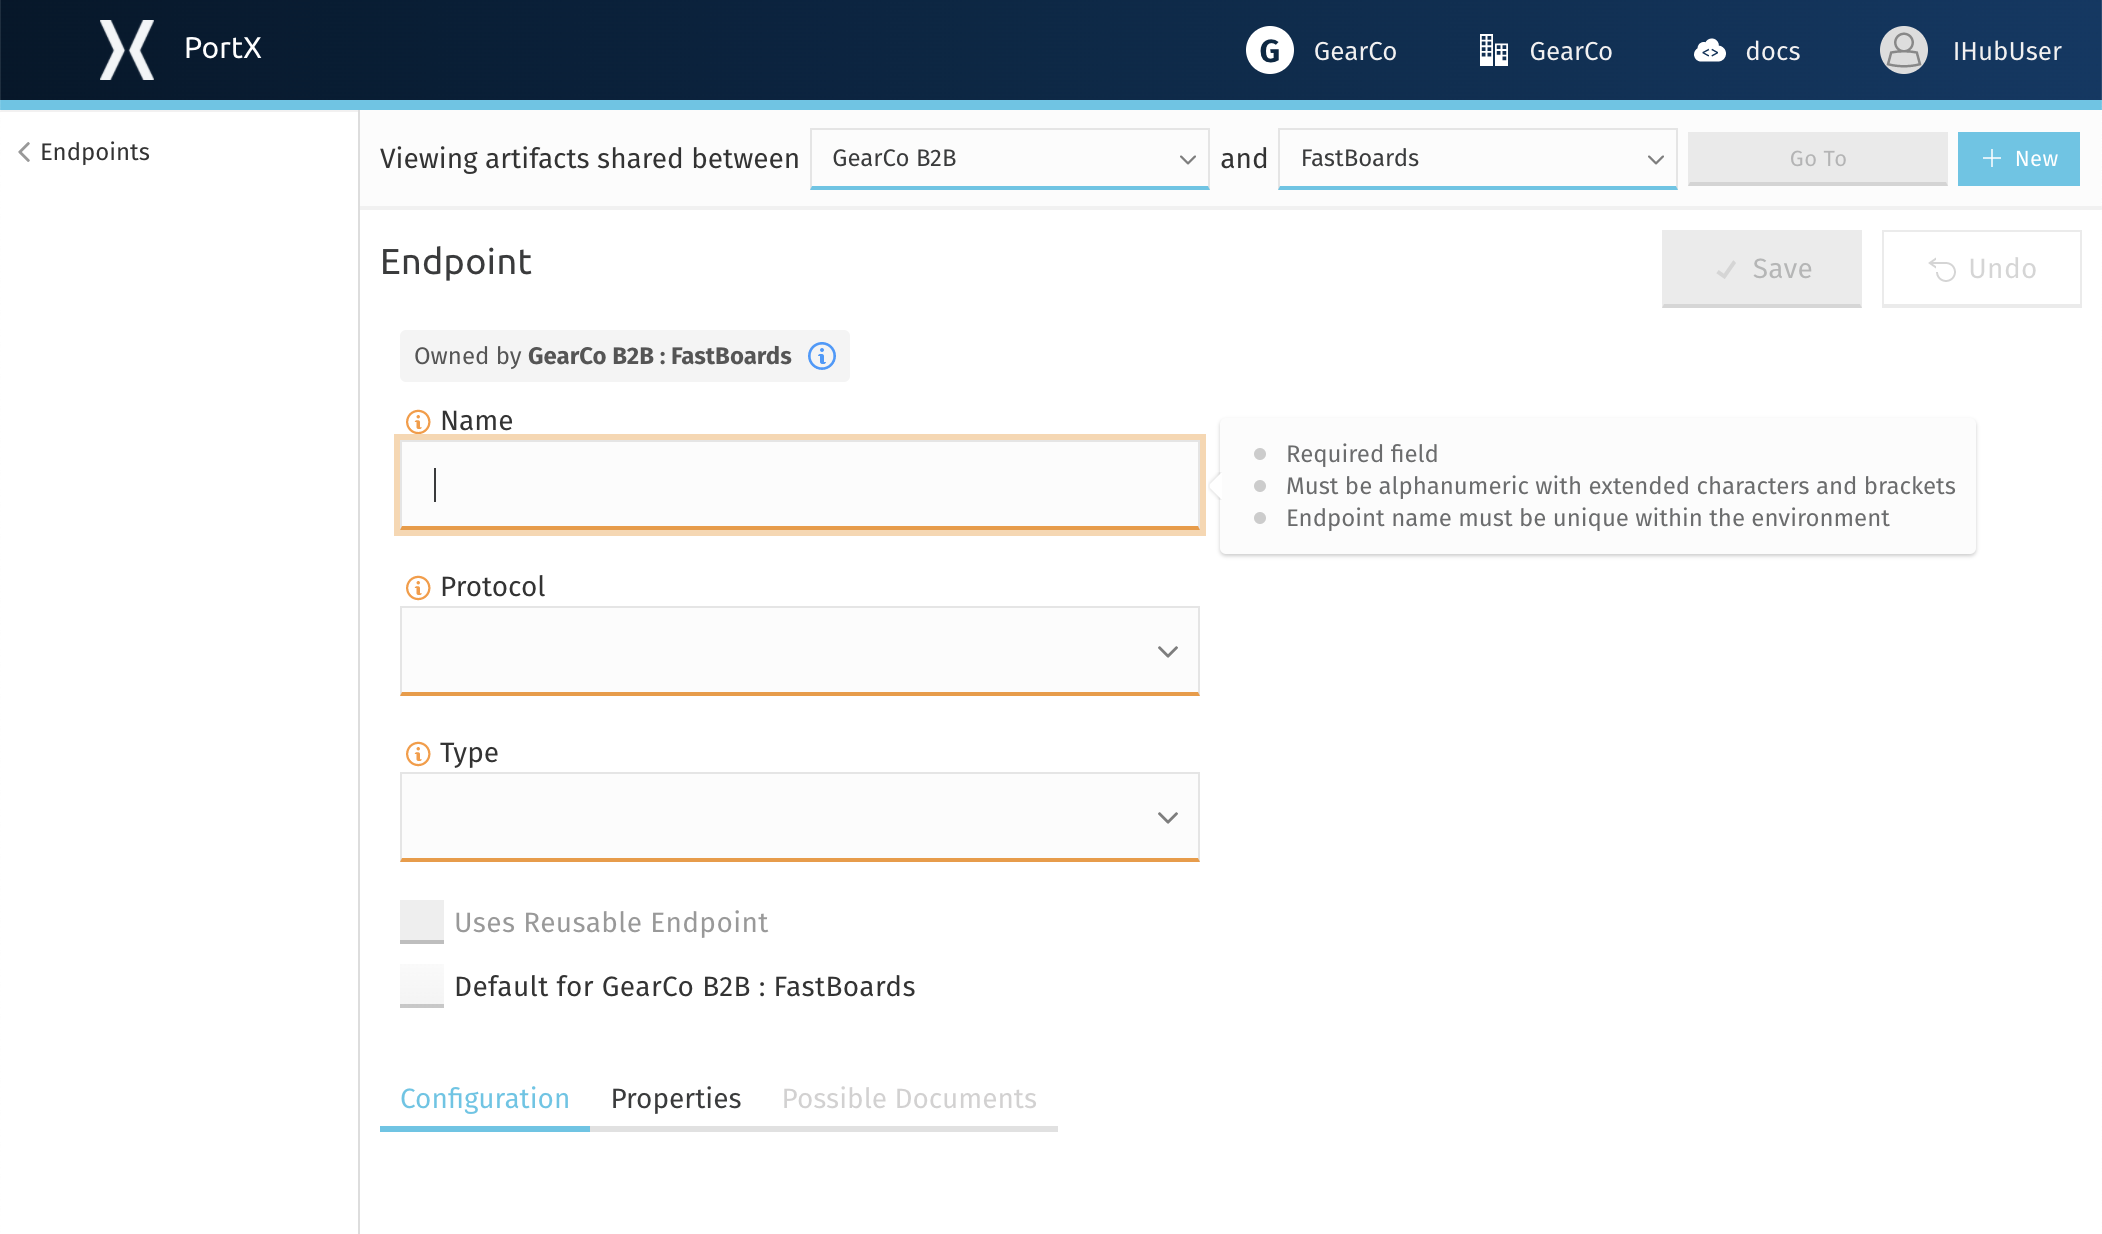 PortX
G GearCo
GearCo
docs
IHubUser
Endpoints
Viewing artifacts shared between GearCo B2B and FastBoards Go To + New
Endpoint
Save
Undo
Owned by GearCo B2B : FastBoards
Name
Required field
Must be alphanumeric with extended characters and brackets
Endpoint name must be unique within the environment
Protocol
Type
Uses Reusable Endpoint
Default for GearCo B2B : FastBoards
Configuration Properties Possible Documents